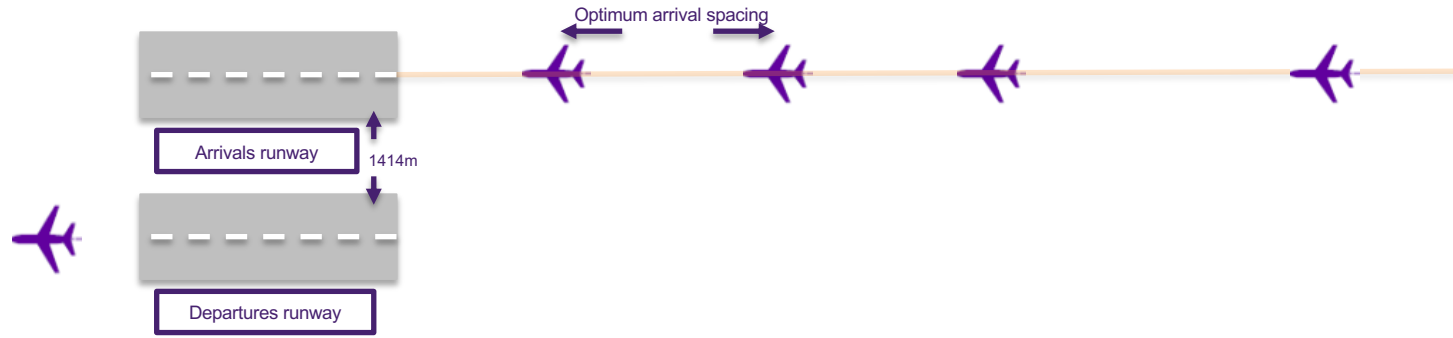 Optimum arrival spacing
Arrivals runway
1414m
Departures runway